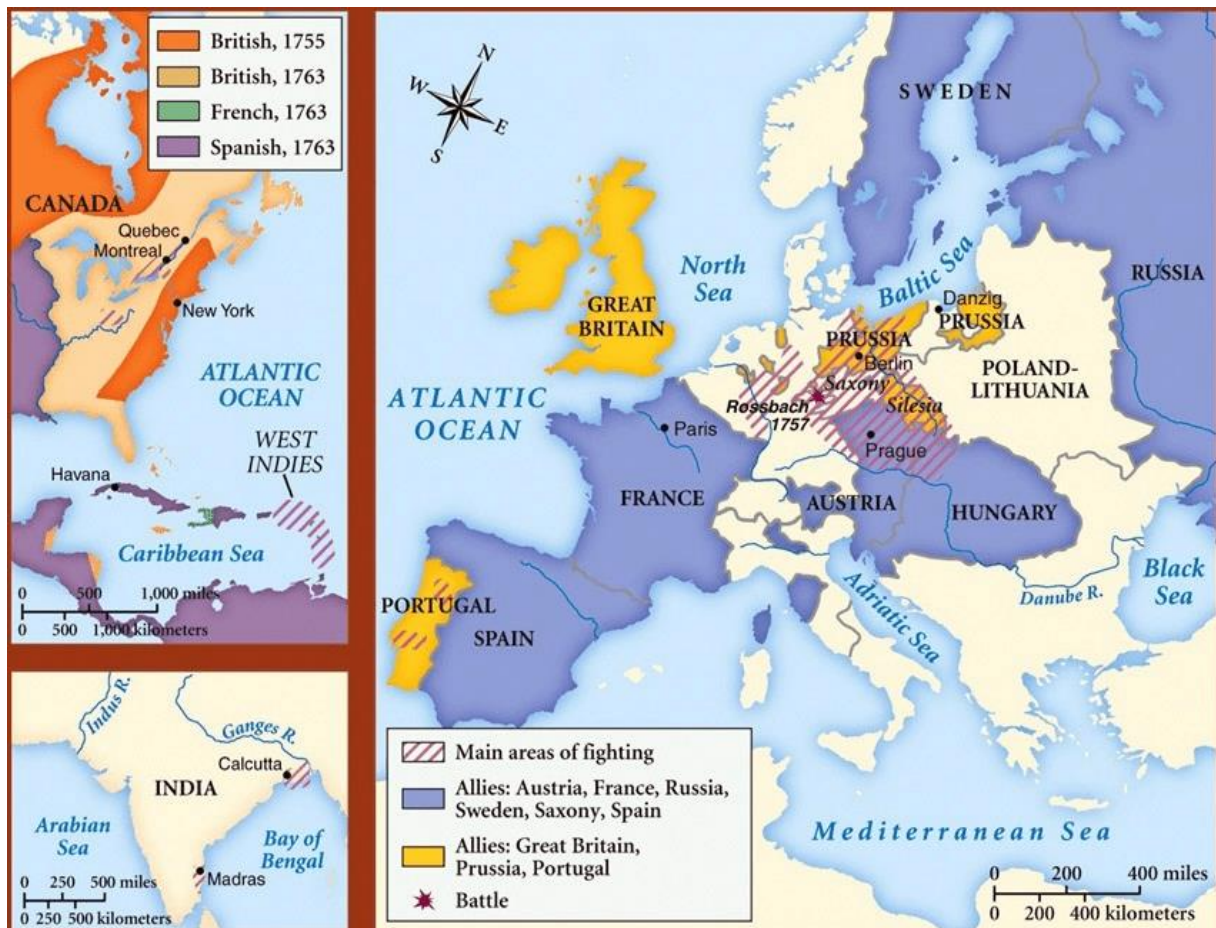 British, 1755
British, 1763
French, 1763
Spanish, 1763
CANADA
Quebec
Montreal
New York
ATLANTIC
OCEAN
WEST
INDIES
Havana
Caribbean Sea
0 500 1,000 miles
0 500 1,000 kilometers
Indus R.
Ganges R.
Calcutta
INDIA
Arabian
Sea
Bay of
Bengal
Madras
0 250 500 miles
0 250 500 kilometers
N
W
E
S
SWEDEN
RUSSIA
North
Sea
Baltic Sea
GREAT
BRITAIN
Danzig
PRUSSIA
PRUSSIA
Berlin
POLAND-
LITHUANIA
Saxony
Silesia
Rossbach
1757
Prague
ATLANTIC
OCEAN
Paris
FRANCE
AUSTRIA
HUNGARY
Black
Sea
Danube R.
Adriatic Sea
PORTUGAL
SPAIN
Main areas of fighting
Allies: Austria, France, Russia,
Sweden, Saxony, Spain
Allies: Great Britain,
Prussia, Portugal
Battle
Mediterranean Sea
0 200 400 miles
0 200 400 kilometers